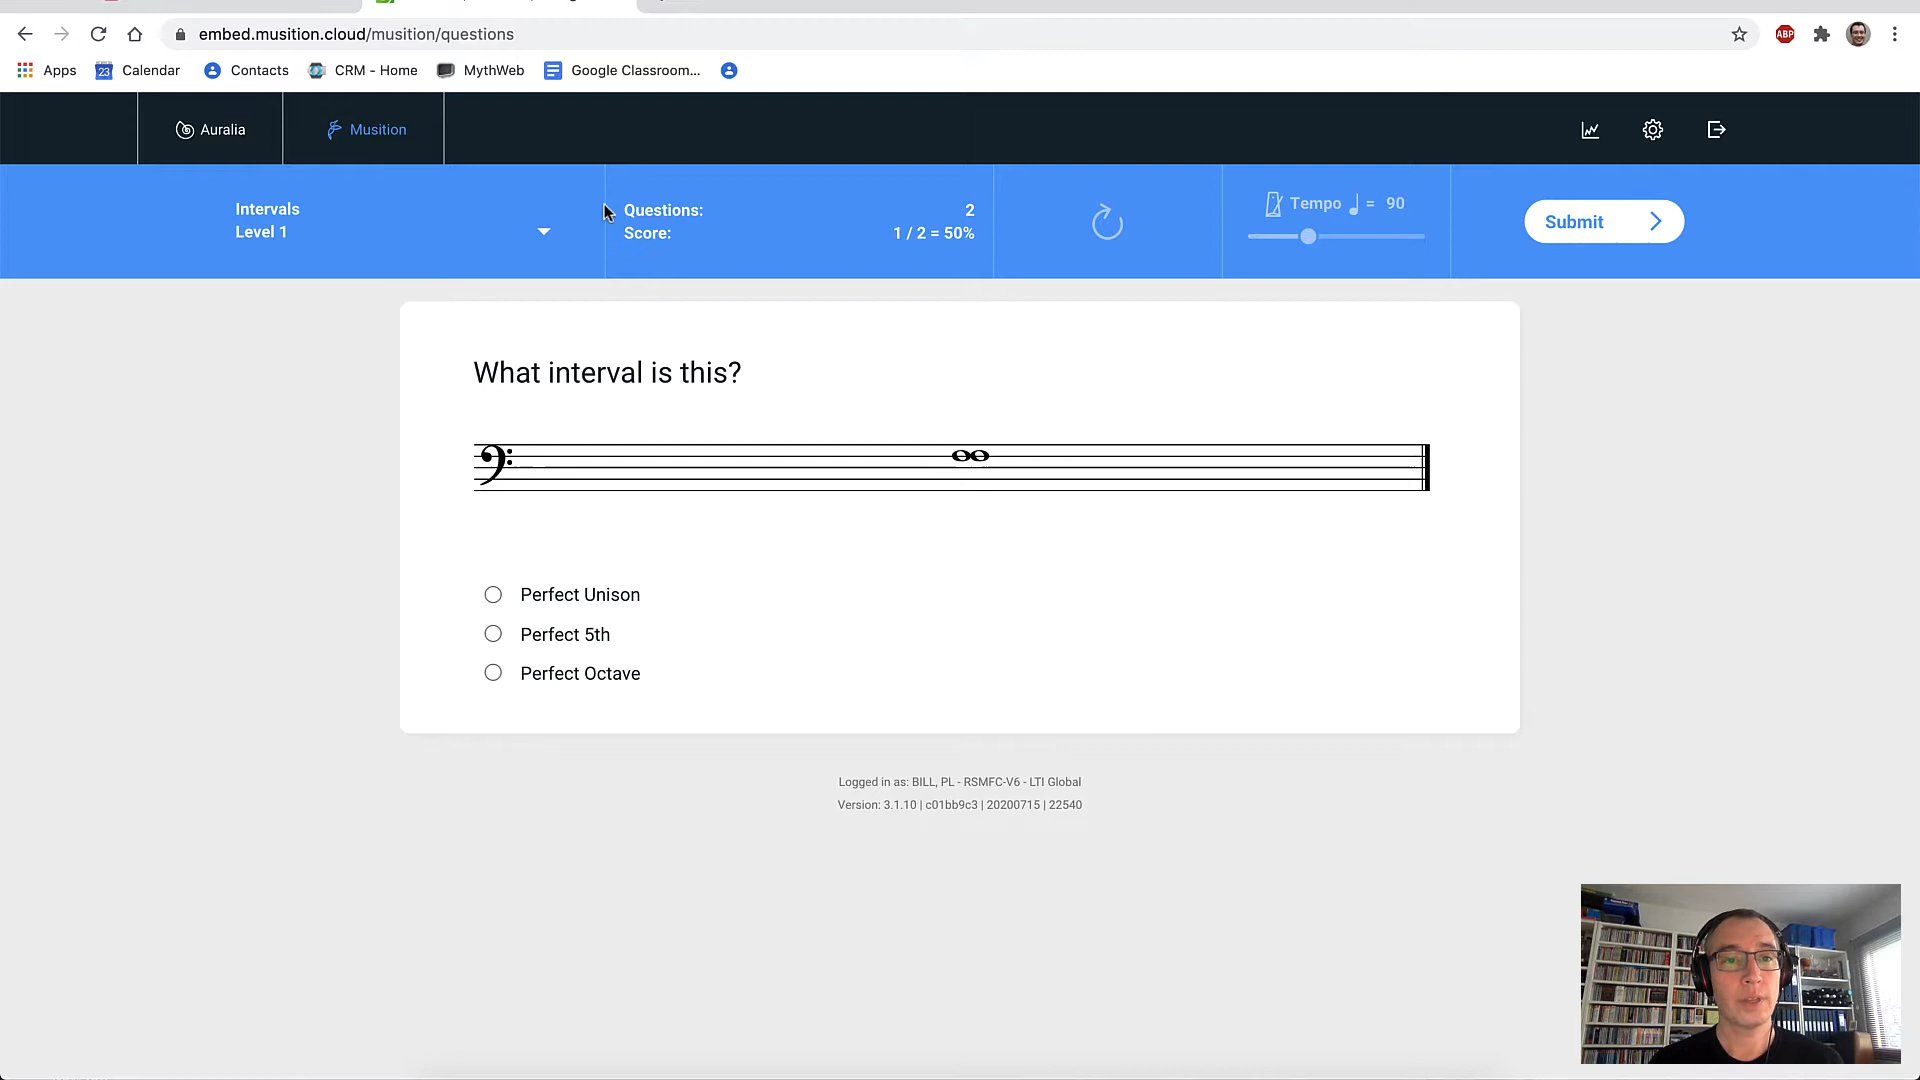 embed.musition.cloud/musition/questions
ABP
Apps
23
Calendar
Contacts
CRM - Home
MythWeb
Google Classroom...
Auralia
Musition
Intervals
Level 1
Questions: 2
Score: 1 / 2 = 50%
Tempo = 90
Submit
What interval is this?
Perfect Unison
Perfect 5th
Perfect Octave
Logged in as: BILL, PL - RSMFC-V6 - LTI Global
Version: 3.1.10 | c01bb9c3 | 20200715 | 22540